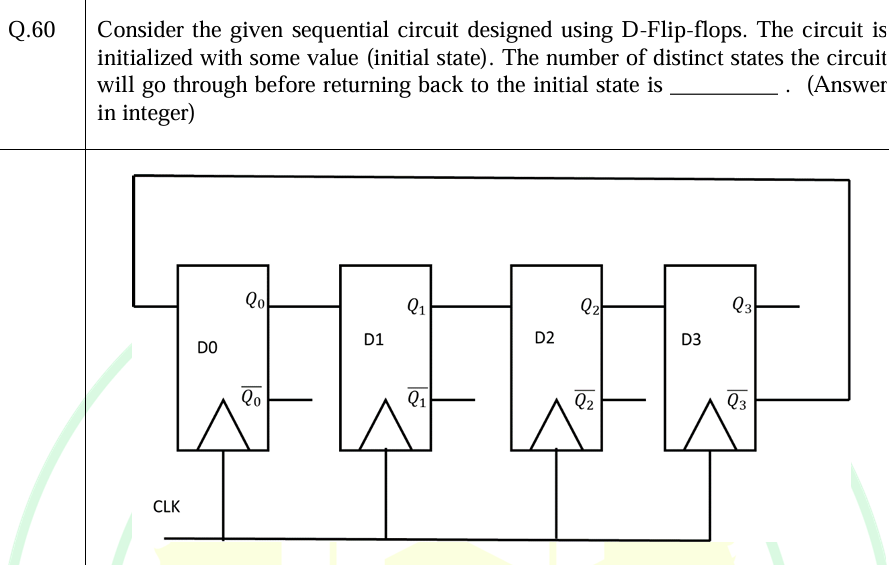 Q.60
Consider the given sequential circuit designed using D-Flip-flops. The circuit is
initialized with some value (initial state). The number of distinct states the circuit
will go through before returning back to the initial state is __________ . (Answer
in integer)
Q₀ Q₁ Q₂ Q₃
D0 D1 D2 D3
Q̅₀ Q̅₁ Q̅₂ Q̅₃
CLK